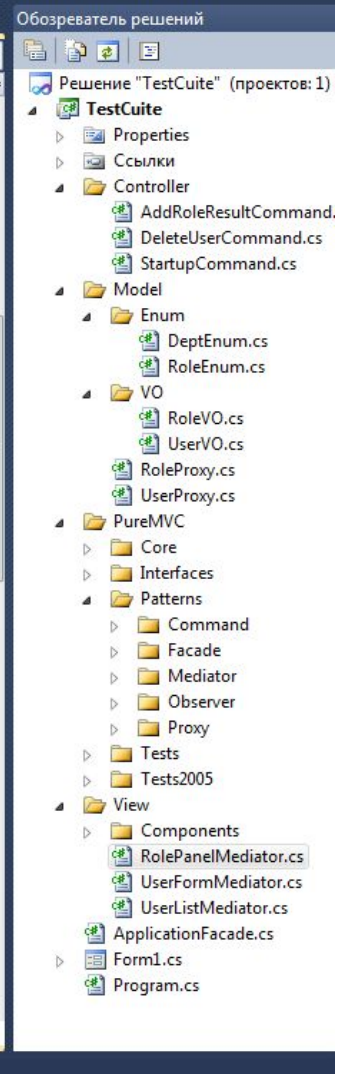 Обозреватель решений
Решение "TestCuite" (проектов: 1)
TestCuite
Properties
Ссылки
Controller
AddRoleResultCommand.
DeleteUserCommand.cs
StartupCommand.cs
Model
Enum
DeptEnum.cs
RoleEnum.cs
VO
RoleVO.cs
UserVO.cs
RoleProxy.cs
UserProxy.cs
PureMVC
Core
Interfaces
Patterns
Command
Facade
Mediator
Observer
Proxy
Tests
Tests2005
View
Components
RolePanelMediator.cs
UserFormMediator.cs
UserListMediator.cs
ApplicationFacade.cs
Form1.cs
Program.cs